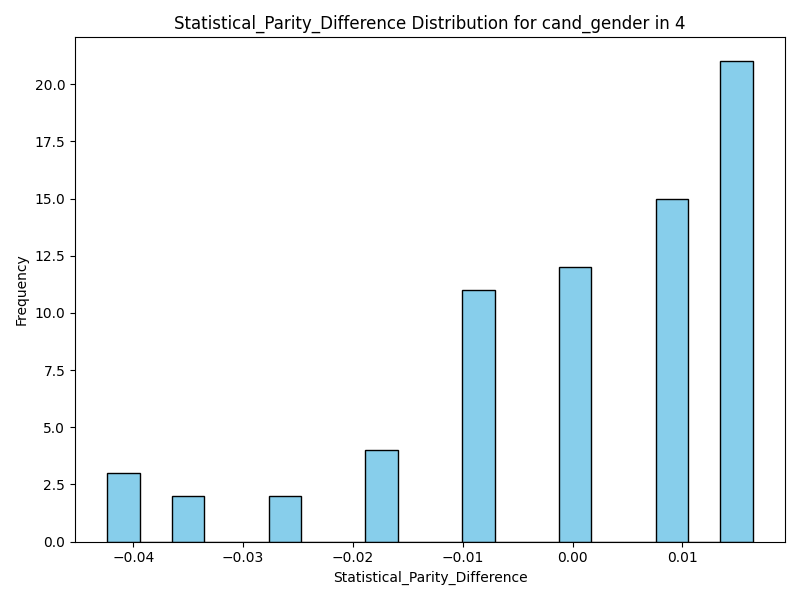 Statistical_Parity_Difference Distribution for cand_gender in 4
20.0
17.5
15.0
12.5
10.0
7.5
5.0
2.5
0.0
Frequency
−0.04 −0.03 −0.02 −0.01 0.00 0.01
Statistical_Parity_Difference